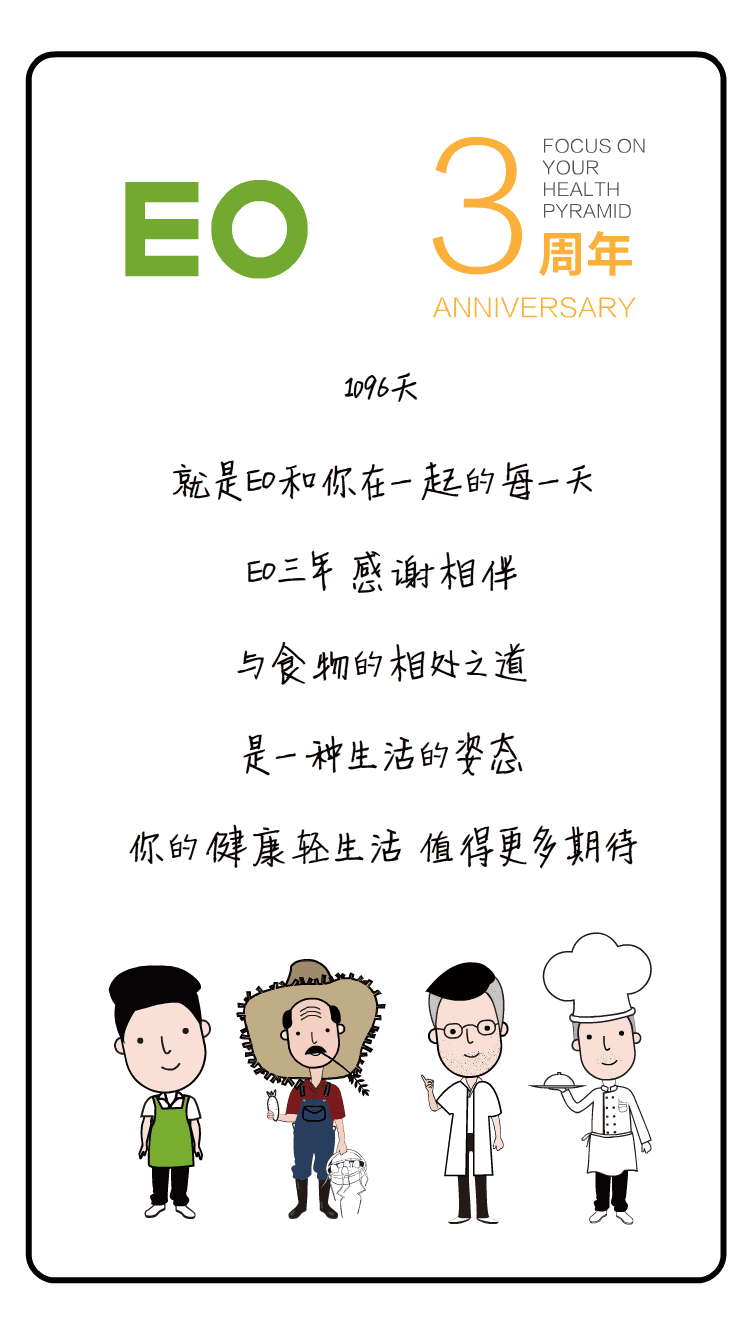 EO
3
FOCUS ON
YOUR
HEALTH
PYRAMID
周年
ANNIVERSARY
1096天
就是EO和你在一起的每一天
EO三年 感谢相伴
与食物的相处之道
是一种生活的姿态
你的健康轻生活 值得更多期待